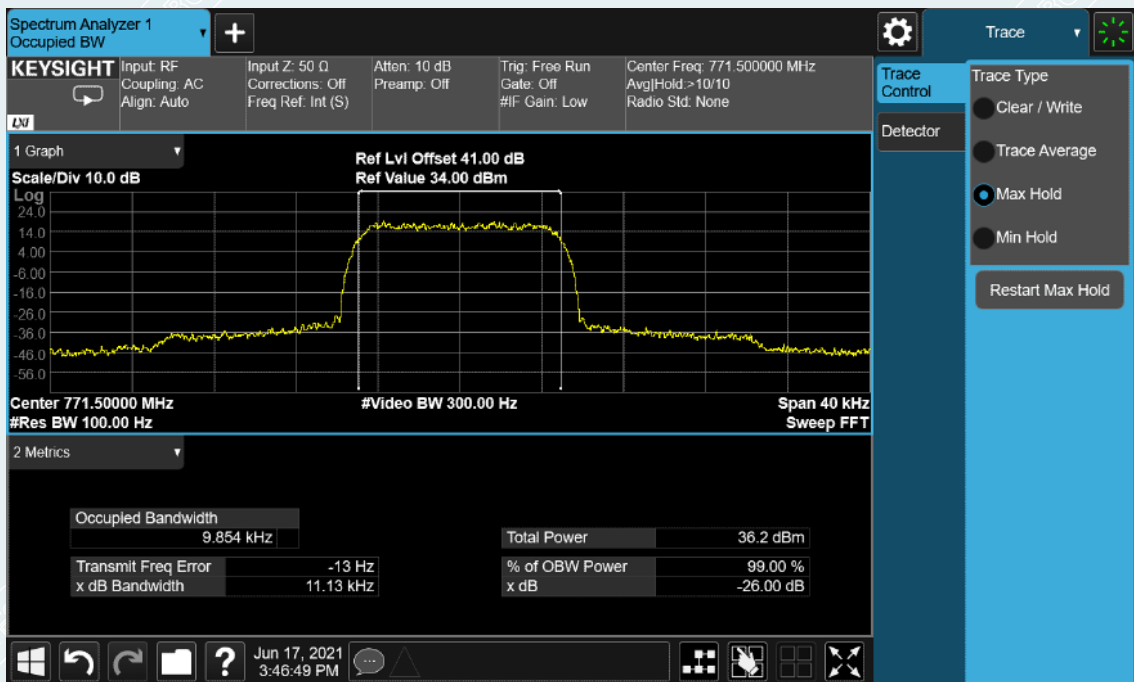 Spectrum Analyzer 1
Occupied BW
+
Trace
KEYSIGHT
LXI
Input: RF
Coupling: AC
Align: Auto
Input Z: 50 Ω
Corrections: Off
Freq Ref: Int (S)
Atten: 10 dB
Preamp: Off
Trig: Free Run
Gate: Off
#IF Gain: Low
Center Freq: 771.500000 MHz
Avg|Hold:>10/10
Radio Std: None
Trace
Control
Detector
Trace Type
Clear / Write
Trace Average
Max Hold
Min Hold
Restart Max Hold
1 Graph
Scale/Div 10.0 dB
Ref Lvl Offset 41.00 dB
Ref Value 34.00 dBm
Log
24.0
14.0
4.00
-6.00
-16.0
-26.0
-36.0
-46.0
-56.0
Center 771.50000 MHz
#Video BW 300.00 Hz
Span 40 kHz
#Res BW 100.00 Hz
Sweep FFT
2 Metrics
Occupied Bandwidth
9.854 kHz
Total Power 36.2 dBm
Transmit Freq Error -13 Hz
% of OBW Power 99.00 %
x dB Bandwidth 11.13 kHz
x dB -26.00 dB
?
Jun 17, 2021
3:46:49 PM